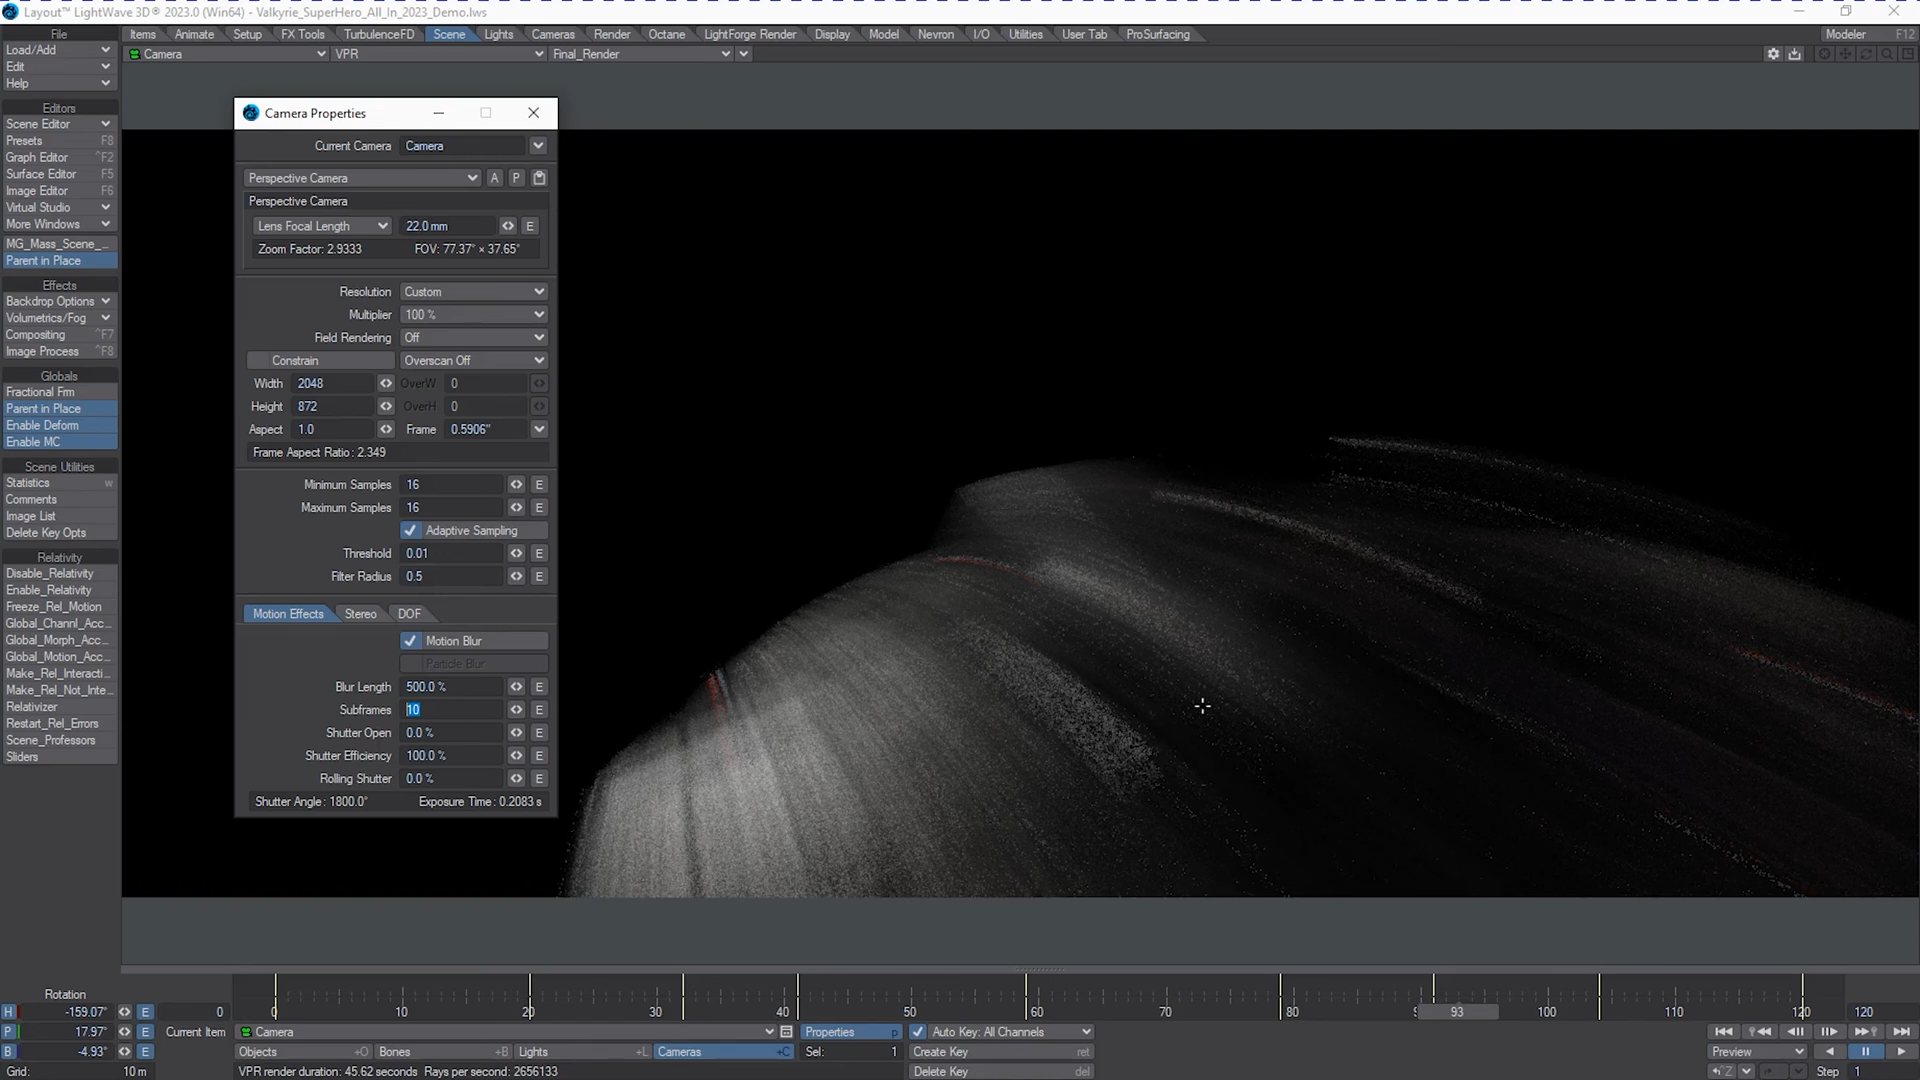 Layout™ LightWave 3D® 2023.0 (Win64) - Valkyrie_SuperHero_All_In_2023_Demo.lws
File Items Animate Setup FX Tools TurbulenceFD Scene Lights Cameras Render Octane LightForge Render Display Model Nevron I/O Utilities User Tab ProSurfacing Modeler F12
Load/Add Camera VPR Final_Render
Edit
Help
Editors
Scene Editor
Presets F8
Graph Editor ^F2
Surface Editor F5
Image Editor F6
Virtual Studio
More Windows
MG_Mass_Scene_...
Parent in Place
Effects
Backdrop Options
Volumetrics/Fog
Compositing ^F7
Image Process ^F8
Globals
Fractional Frm
Parent in Place
Enable Deform
Enable MC
Scene Utilities
Statistics w
Comments
Image List
Delete Key Opts
Relativity
Disable_Relativity
Enable_Relativity
Freeze_Rel_Motion
Global_Channl_Acc...
Global_Morph_Acc...
Global_Motion_Acc...
Make_Rel_Interacti...
Make_Rel_Not_Inte...
Relativizer
Restart_Rel_Errors
Scene_Professors
Sliders
Camera Properties
Current Camera Camera
Perspective Camera A P
Perspective Camera
Lens Focal Length 22.0 mm E
Zoom Factor: 2.9333 FOV: 77.37° × 37.65°
Resolution Custom
Multiplier 100 %
Field Rendering Off
Constrain Overscan Off
Width 2048 OverW 0
Height 872 OverH 0
Aspect 1.0 Frame 0.5906"
Frame Aspect Ratio : 2.349
Minimum Samples 16 E
Maximum Samples 16 E
Adaptive Sampling
Threshold 0.01 E
Filter Radius 0.5 E
Motion Effects Stereo DOF
Motion Blur
Particle Blur
Blur Length 500.0 % E
Subframes 10 E
Shutter Open 0.0 % E
Shutter Efficiency 100.0 % E
Rolling Shutter 0.0 % E
Shutter Angle : 1800.0° Exposure Time : 0.2083 s
Rotation
H -159.07° E 0 0 10 20 30 40 50 60 70 80 93 100 110 120 120
P 17.97° E Current Item Camera Properties p Auto Key: All Channels
B -4.93° E Objects +O Bones +B Lights +L Cameras +C Sel: 1 Create Key ret Preview
Grid: 10 m VPR render duration: 45.62 seconds Rays per second: 2656133 Delete Key del ^Z Step 1